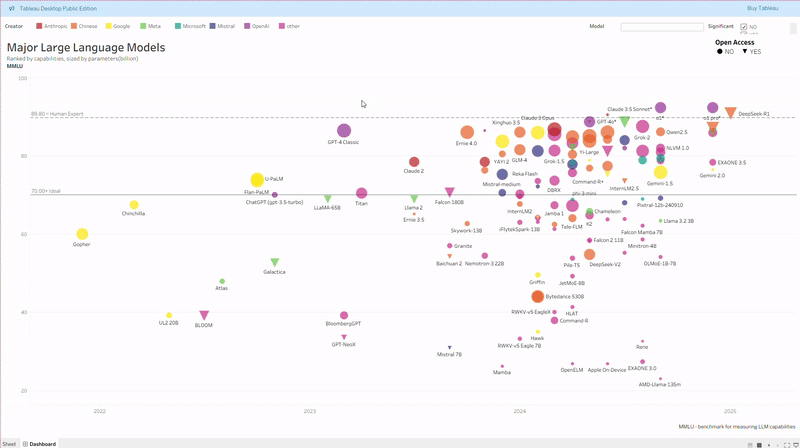 Tableau Desktop Public Edition
Buy Tableau
Creator
Anthropic
Chinese
Google
Meta
Microsoft
Mistral
OpenAI
other
Model
Significant
NO
Major Large Language Models
Ranked by capabilities, sized by parameters(billion)
MMLU
Open Access
NO
YES
100
80
60
40
20
89.80 = Human Expert
70.00= Ideal
GPT-4 Classic
Ernie 4.0
Xinghuo 3.5
Claude 3 Opus
Claude 3.5 Sonnet*
GPT-4o*
o1*
o1 pro*
DeepSeek-R1
Grok-2
Qwen2.5
U-PaLM
Flan-PaLM
ChatGPT (gpt-3.5-turbo)
Claude 2
YAYI 2
GLM-4
Grok-1.5
Yi-Large
NLVM 1.0
EXAONE 3.5
Gemini 2.0
Gemini-1.5
Chinchilla
LLaMA-65B
Titan
Llama 2
Falcon 180B
Ernie 3.5
Mistral-medium
Reka Flash
DBRX
Command-R+
InternLM2.5
phi-3-mini
Pixtral-12b-240910
Gopher
Skywork-13B
InternLM2
iFlytekSpark-13B
Jamba 1
Tele-FLM
Chameleon
K2
Llama 3.2 3B
Falcon Mamba 7B
Falcon 2 11B
Minitron-4B
Galactica
Granite
Baichuan 2
Nemotron-3 22B
Pile-T5
DeepSeek-V2
OLMoE-1B-7B
Atlas
Griffin
JetMoE-8B
Bytedance 530B
UL2 20B
BLOOM
BloombergGPT
GPT-NeoX
RWKV-v5 EagleX
HLAT
Command-R
Hawk
RWKV-v5 Eagle 7B
Mistral 7B
Mamba
OpenELM
Apple On-Device
Rene
EXAONE 3.0
AMD-Llama-135m
2022
2023
2024
2025
MMLU - benchmark for measuring LLM capabilities
Sheet
Dashboard